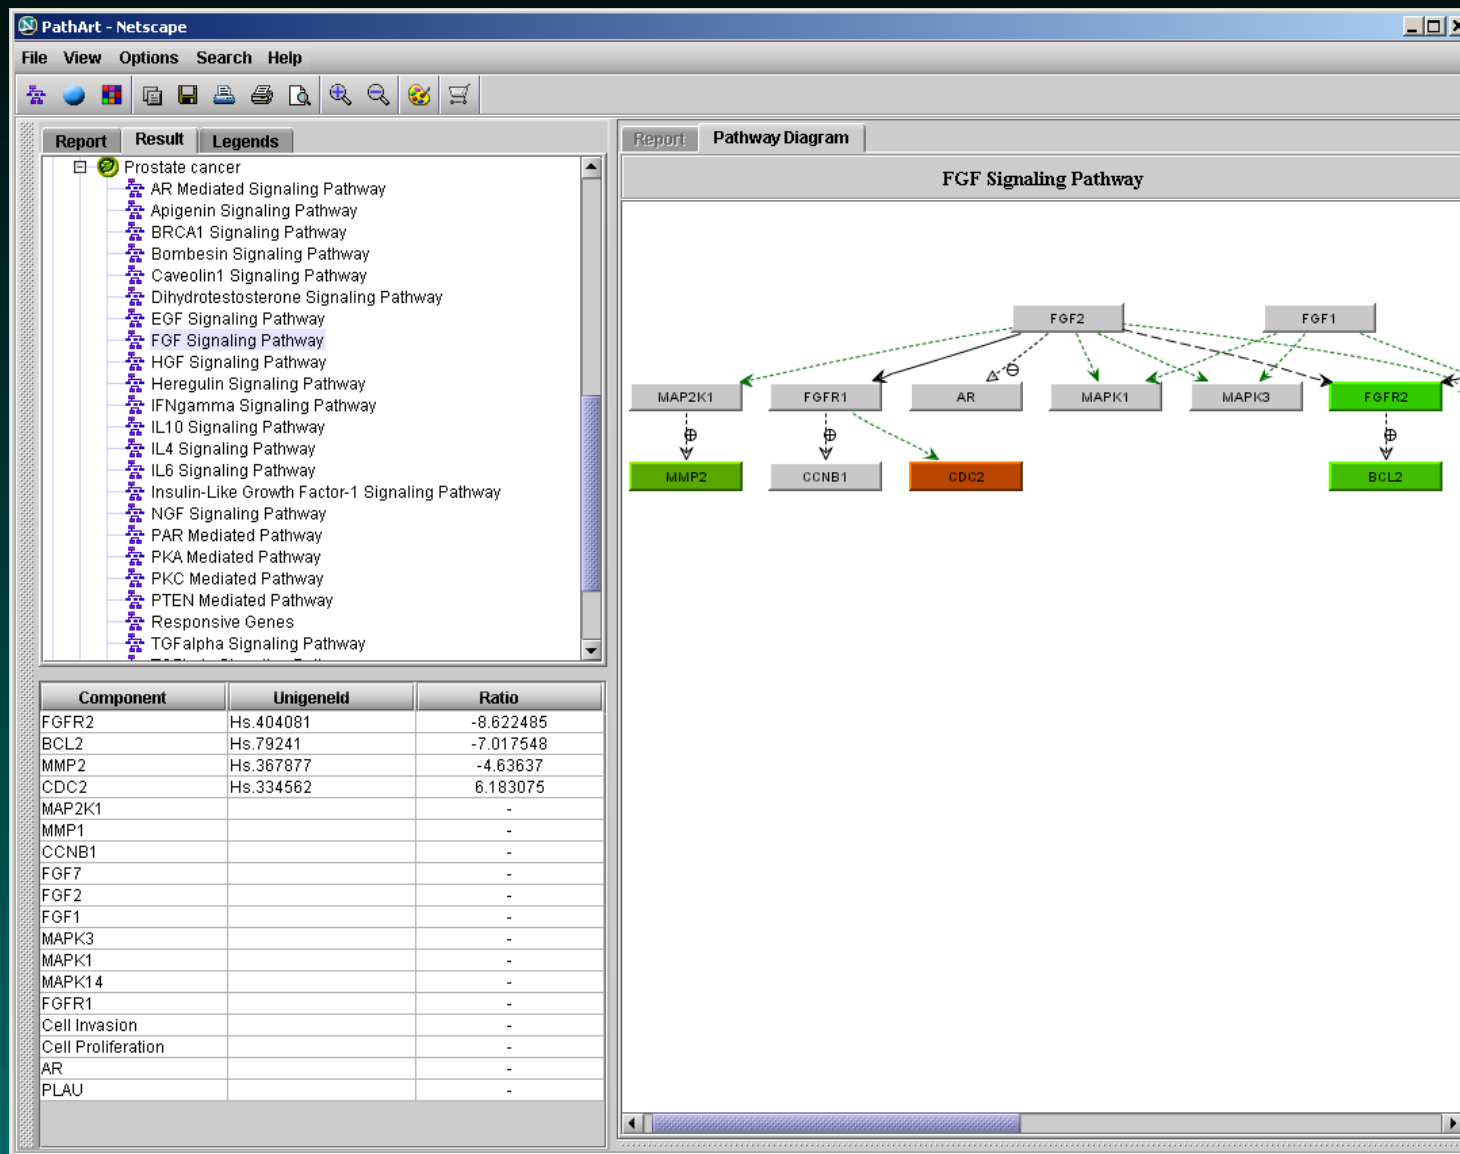 PathArt - Netscape
File View Options Search Help
Report Result Legends
Prostate cancer
AR Mediated Signaling Pathway
Apigenin Signaling Pathway
BRCA1 Signaling Pathway
Bombesin Signaling Pathway
Caveolin1 Signaling Pathway
Dihydrotestosterone Signaling Pathway
EGF Signaling Pathway
FGF Signaling Pathway
HGF Signaling Pathway
Heregulin Signaling Pathway
IFNgamma Signaling Pathway
IL10 Signaling Pathway
IL4 Signaling Pathway
IL6 Signaling Pathway
Insulin-Like Growth Factor-1 Signaling Pathway
NGF Signaling Pathway
PAR Mediated Pathway
PKA Mediated Pathway
PKC Mediated Pathway
PTEN Mediated Pathway
Responsive Genes
TGFalpha Signaling Pathway
Component UnigeneId Ratio
FGFR2 Hs.404081 -8.622485
BCL2 Hs.79241 -7.017548
MMP2 Hs.367877 -4.63637
CDC2 Hs.334562 6.183075
MAP2K1 -
MMP1 -
CCNB1 -
FGF7 -
FGF2 -
FGF1 -
MAPK3 -
MAPK1 -
MAPK14 -
FGFR1 -
Cell Invasion -
Cell Proliferation -
AR -
PLAU -
Report Pathway Diagram
FGF Signaling Pathway
FGF2 FGF1
MAP2K1 FGFR1 AR MAPK1 MAPK3 FGFR2
MMP2 CCNB1 CDC2 BCL2